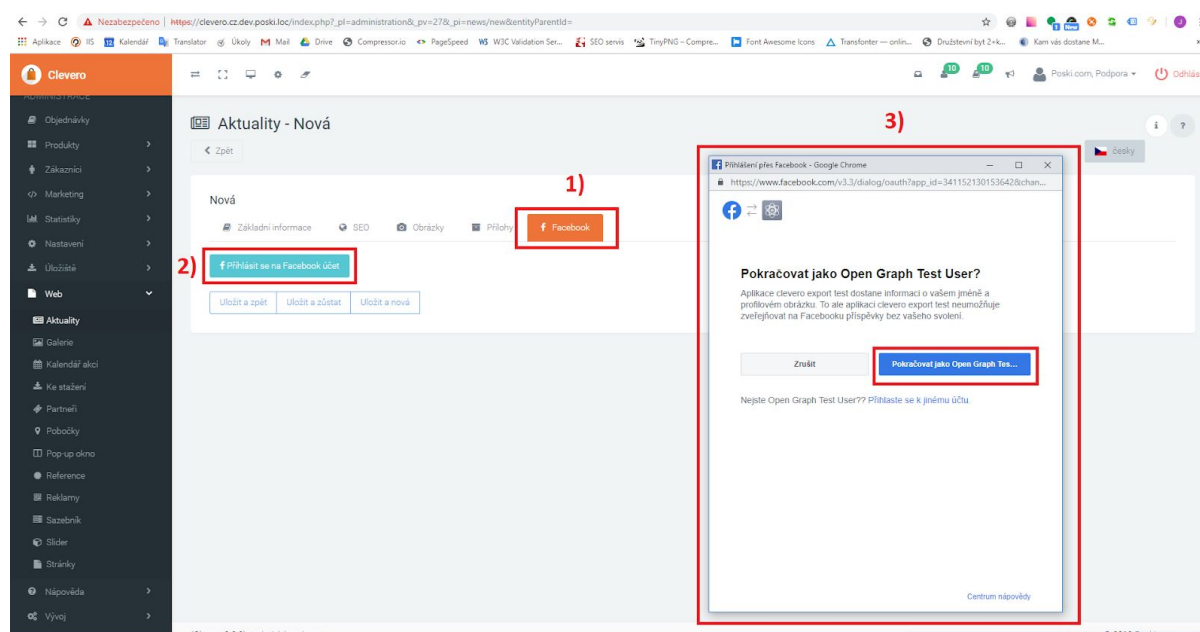 Nezabezpečeno
https://clevero.cz.dev.poski.loc/index.php?_pl=administration&_pv=27&_pi=news/new&entityParentId=
Aplikace
IIS
12 Kalendář
Translator
Úkoly
Mail
Drive
Compressor.io
PageSpeed
W3C Validation Ser...
SEO servis
TinyPNG – Compre...
Font Awesome Icons
Transfonter — onlin...
Družstevní byt 2+k...
Kam vás dostane M...
Clevero
10
10
Poski.com, Podpora
Odhlás
ADMINISTRACE
Objednávky
Produkty
Zákazníci
Marketing
Statistiky
Nastavení
Úložiště
Web
Aktuality
Galerie
Kalendář akcí
Ke stažení
Partneři
Pobočky
Pop-up okno
Reference
Reklamy
Sazebník
Slider
Stránky
Nápověda
Vývoj
Aktuality - Nová
Zpět
česky
Nová
1)
Základní informace
SEO
Obrázky
Přílohy
Facebook
2)
Přihlásit se na Facebook účet
Uložit a zpět
Uložit a zůstat
Uložit a nová
3)
Přihlášení přes Facebook - Google Chrome
https://www.facebook.com/v3.3/dialog/oauth?app_id=341152130153642&chan...
Pokračovat jako Open Graph Test User?
Aplikace clevero export test dostane informaci o vašem jméně a
profilovém obrázku. To ale aplikaci clevero export test neumožňuje
zveřejňovat na Facebooku příspěvky bez vašeho svolení.
Zrušit
Pokračovat jako Open Graph Tes...
Nejste Open Graph Test User?? Přihlaste se k jinému účtu.
Centrum nápovědy